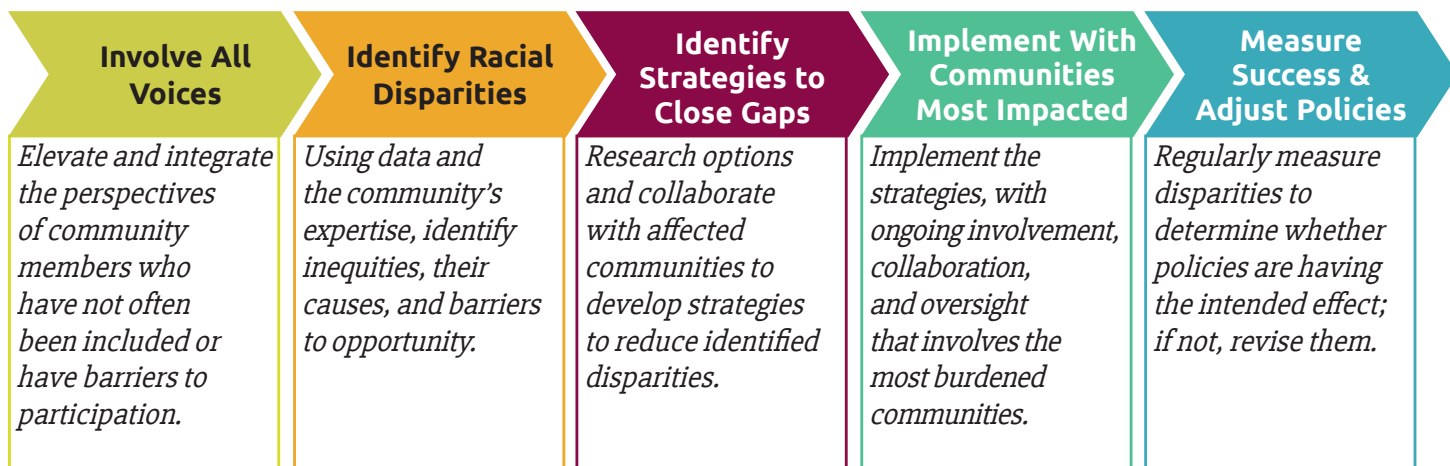 Involve All
Voices
Elevate and integrate
the perspectives
of community
members who
have not often
been included or
have barriers to
participation.
Identify Racial
Disparities
Using data and
the community’s
expertise, identify
inequities, their
causes, and barriers
to opportunity.
Identify
Strategies to
Close Gaps
Research options
and collaborate
with affected
communities to
develop strategies
to reduce identified
disparities.
Implement With
Communities
Most Impacted
Implement the
strategies, with
ongoing involvement,
collaboration,
and oversight
that involves the
most burdened
communities.
Measure
Success &
Adjust Policies
Regularly measure
disparities to
determine whether
policies are having
the intended effect;
if not, revise them.